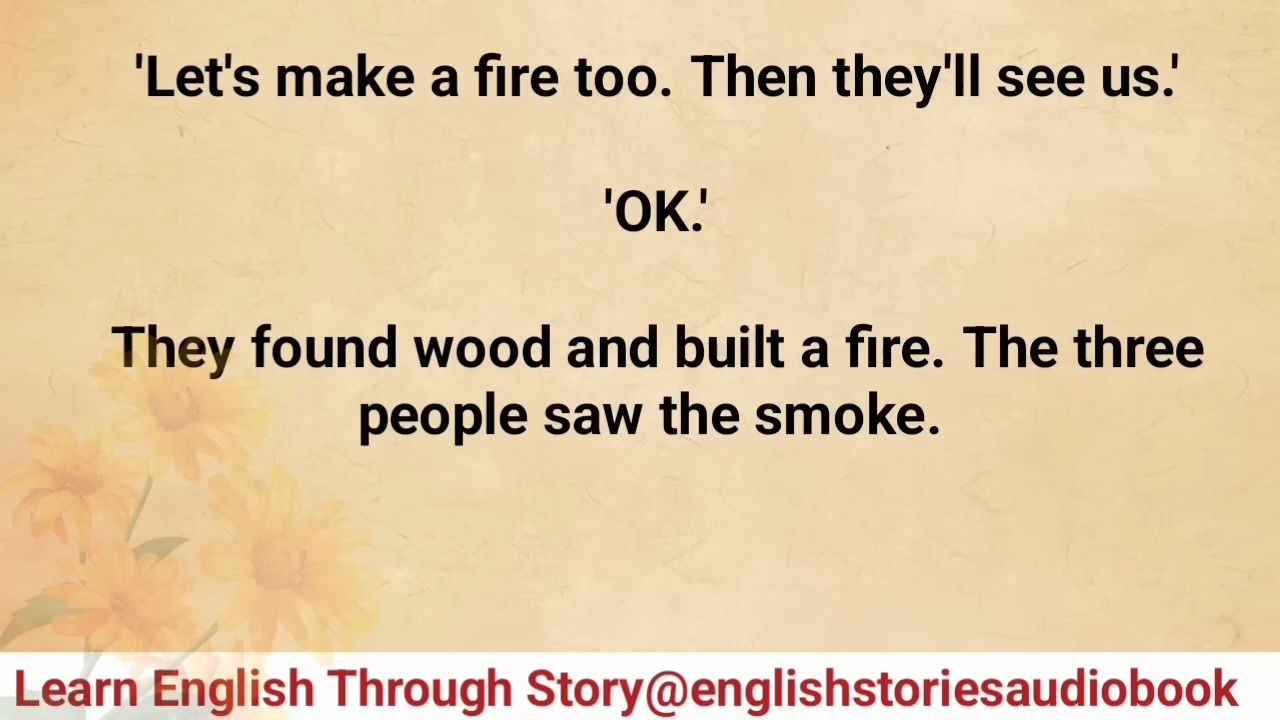 'Let's make a fire too. Then they'll see us.'
'OK.'
They found wood and built a fire. The three
people saw the smoke.
Learn English Through Story@englishstoriesaudiobook